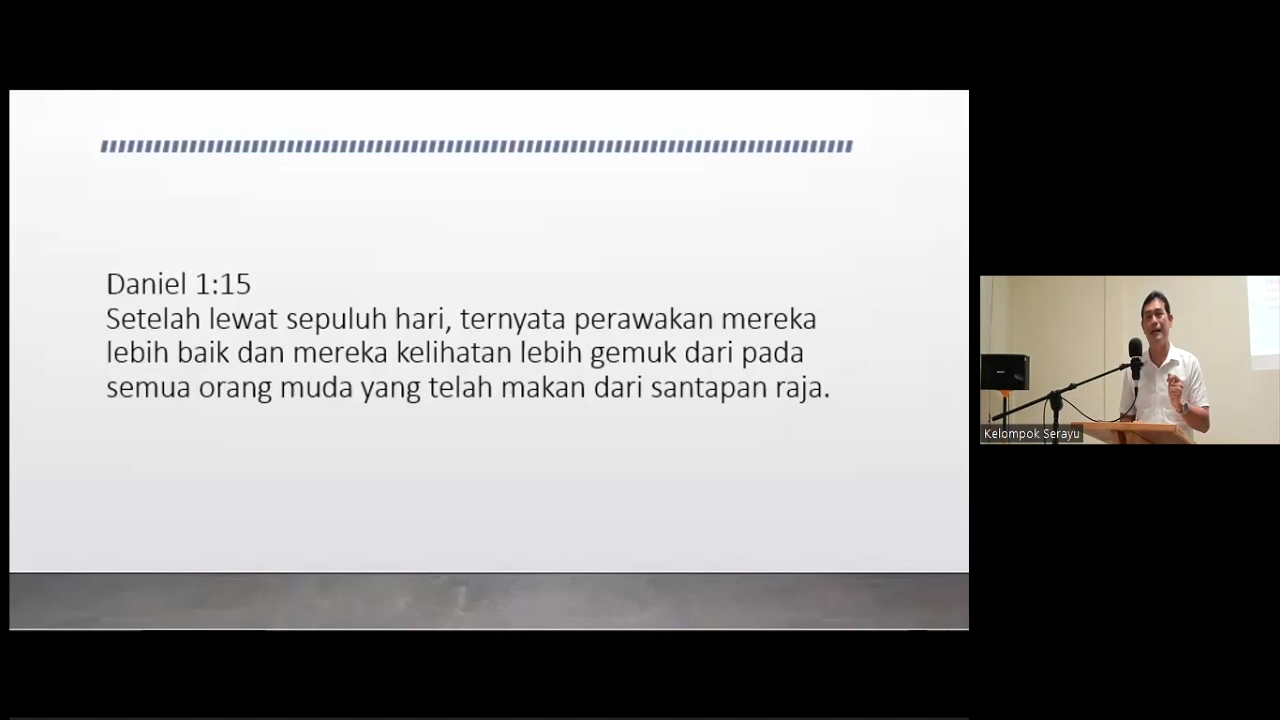 Daniel 1:15
Setelah lewat sepuluh hari, ternyata perawakan mereka
lebih baik dan mereka kelihatan lebih gemuk dari pada
semua orang muda yang telah makan dari santapan raja.
Kelompok Serayu